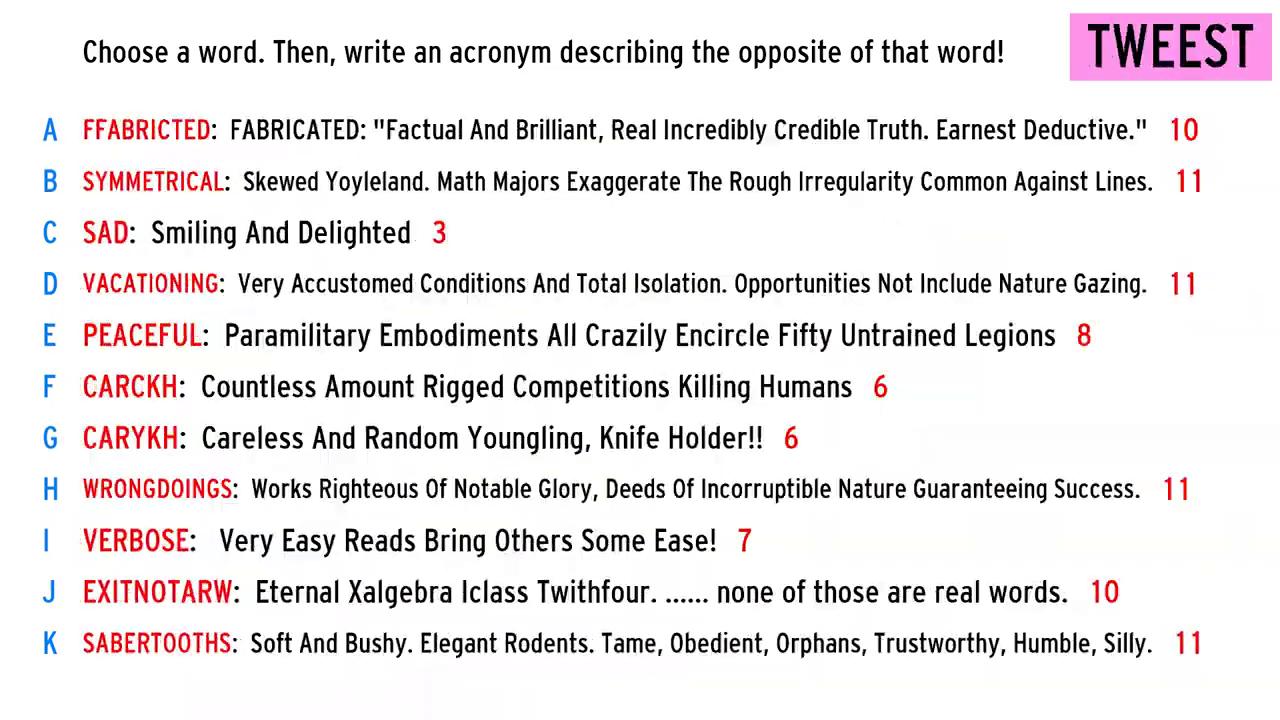 Choose a word. Then, write an acronym describing the opposite of that word!
TWEEST
A FFABRICTED: FABRICATED: "Factual And Brilliant, Real Incredibly Credible Truth. Earnest Deductive." 10
B SYMMETRICAL: Skewed Yoyleland. Math Majors Exaggerate The Rough Irregularity Common Against Lines. 11
C SAD: Smiling And Delighted 3
D VACATIONING: Very Accustomed Conditions And Total Isolation. Opportunities Not Include Nature Gazing. 11
E PEACEFUL: Paramilitary Embodiments All Crazily Encircle Fifty Untrained Legions 8
F CARCKH: Countless Amount Rigged Competitions Killing Humans 6
G CARYKH: Careless And Random Youngling, Knife Holder!! 6
H WRONGDOINGS: Works Righteous Of Notable Glory, Deeds Of Incorruptible Nature Guaranteeing Success. 11
I VERBOSE: Very Easy Reads Bring Others Some Ease! 7
J EXITNOTARW: Eternal Xalgebra Iclass Twithfour. ...... none of those are real words. 10
K SABERTOOTHS: Soft And Bushy. Elegant Rodents. Tame, Obedient, Orphans, Trustworthy, Humble, Silly. 11